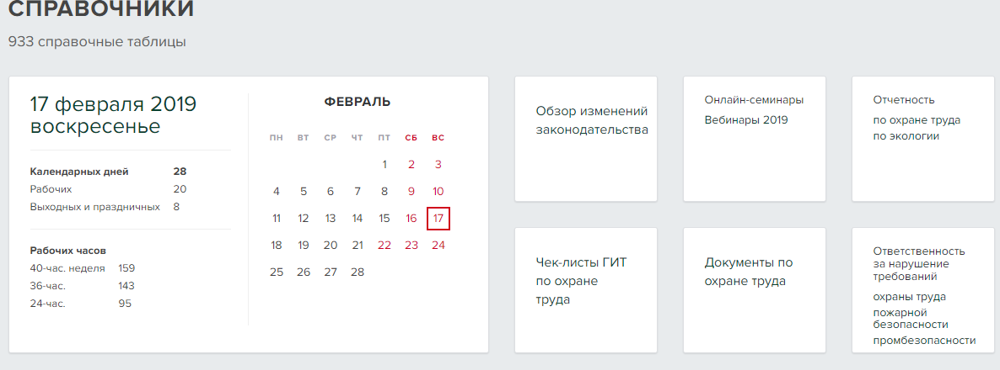 СПРАВОЧНИКИ
933 справочные таблицы
17 февраля 2019
воскресенье
Календарных дней 28
Рабочих 20
Выходных и праздничных 8
Рабочих часов
40-час. неделя 159
36-час. 143
24-час. 95
ФЕВРАЛЬ
ПН ВТ СР ЧТ ПТ СБ ВС
1 2 3
4 5 6 7 8 9 10
11 12 13 14 15 16 17
18 19 20 21 22 23 24
25 26 27 28
Обзор изменений
законодательства
Онлайн-семинары
Вебинары 2019
Отчетность
по охране труда
по экологии
Чек-листы ГИТ
по охране
труда
Документы по
охране труда
Ответственность
за нарушение
требований
охраны труда
пожарной
безопасности
промбезопасности